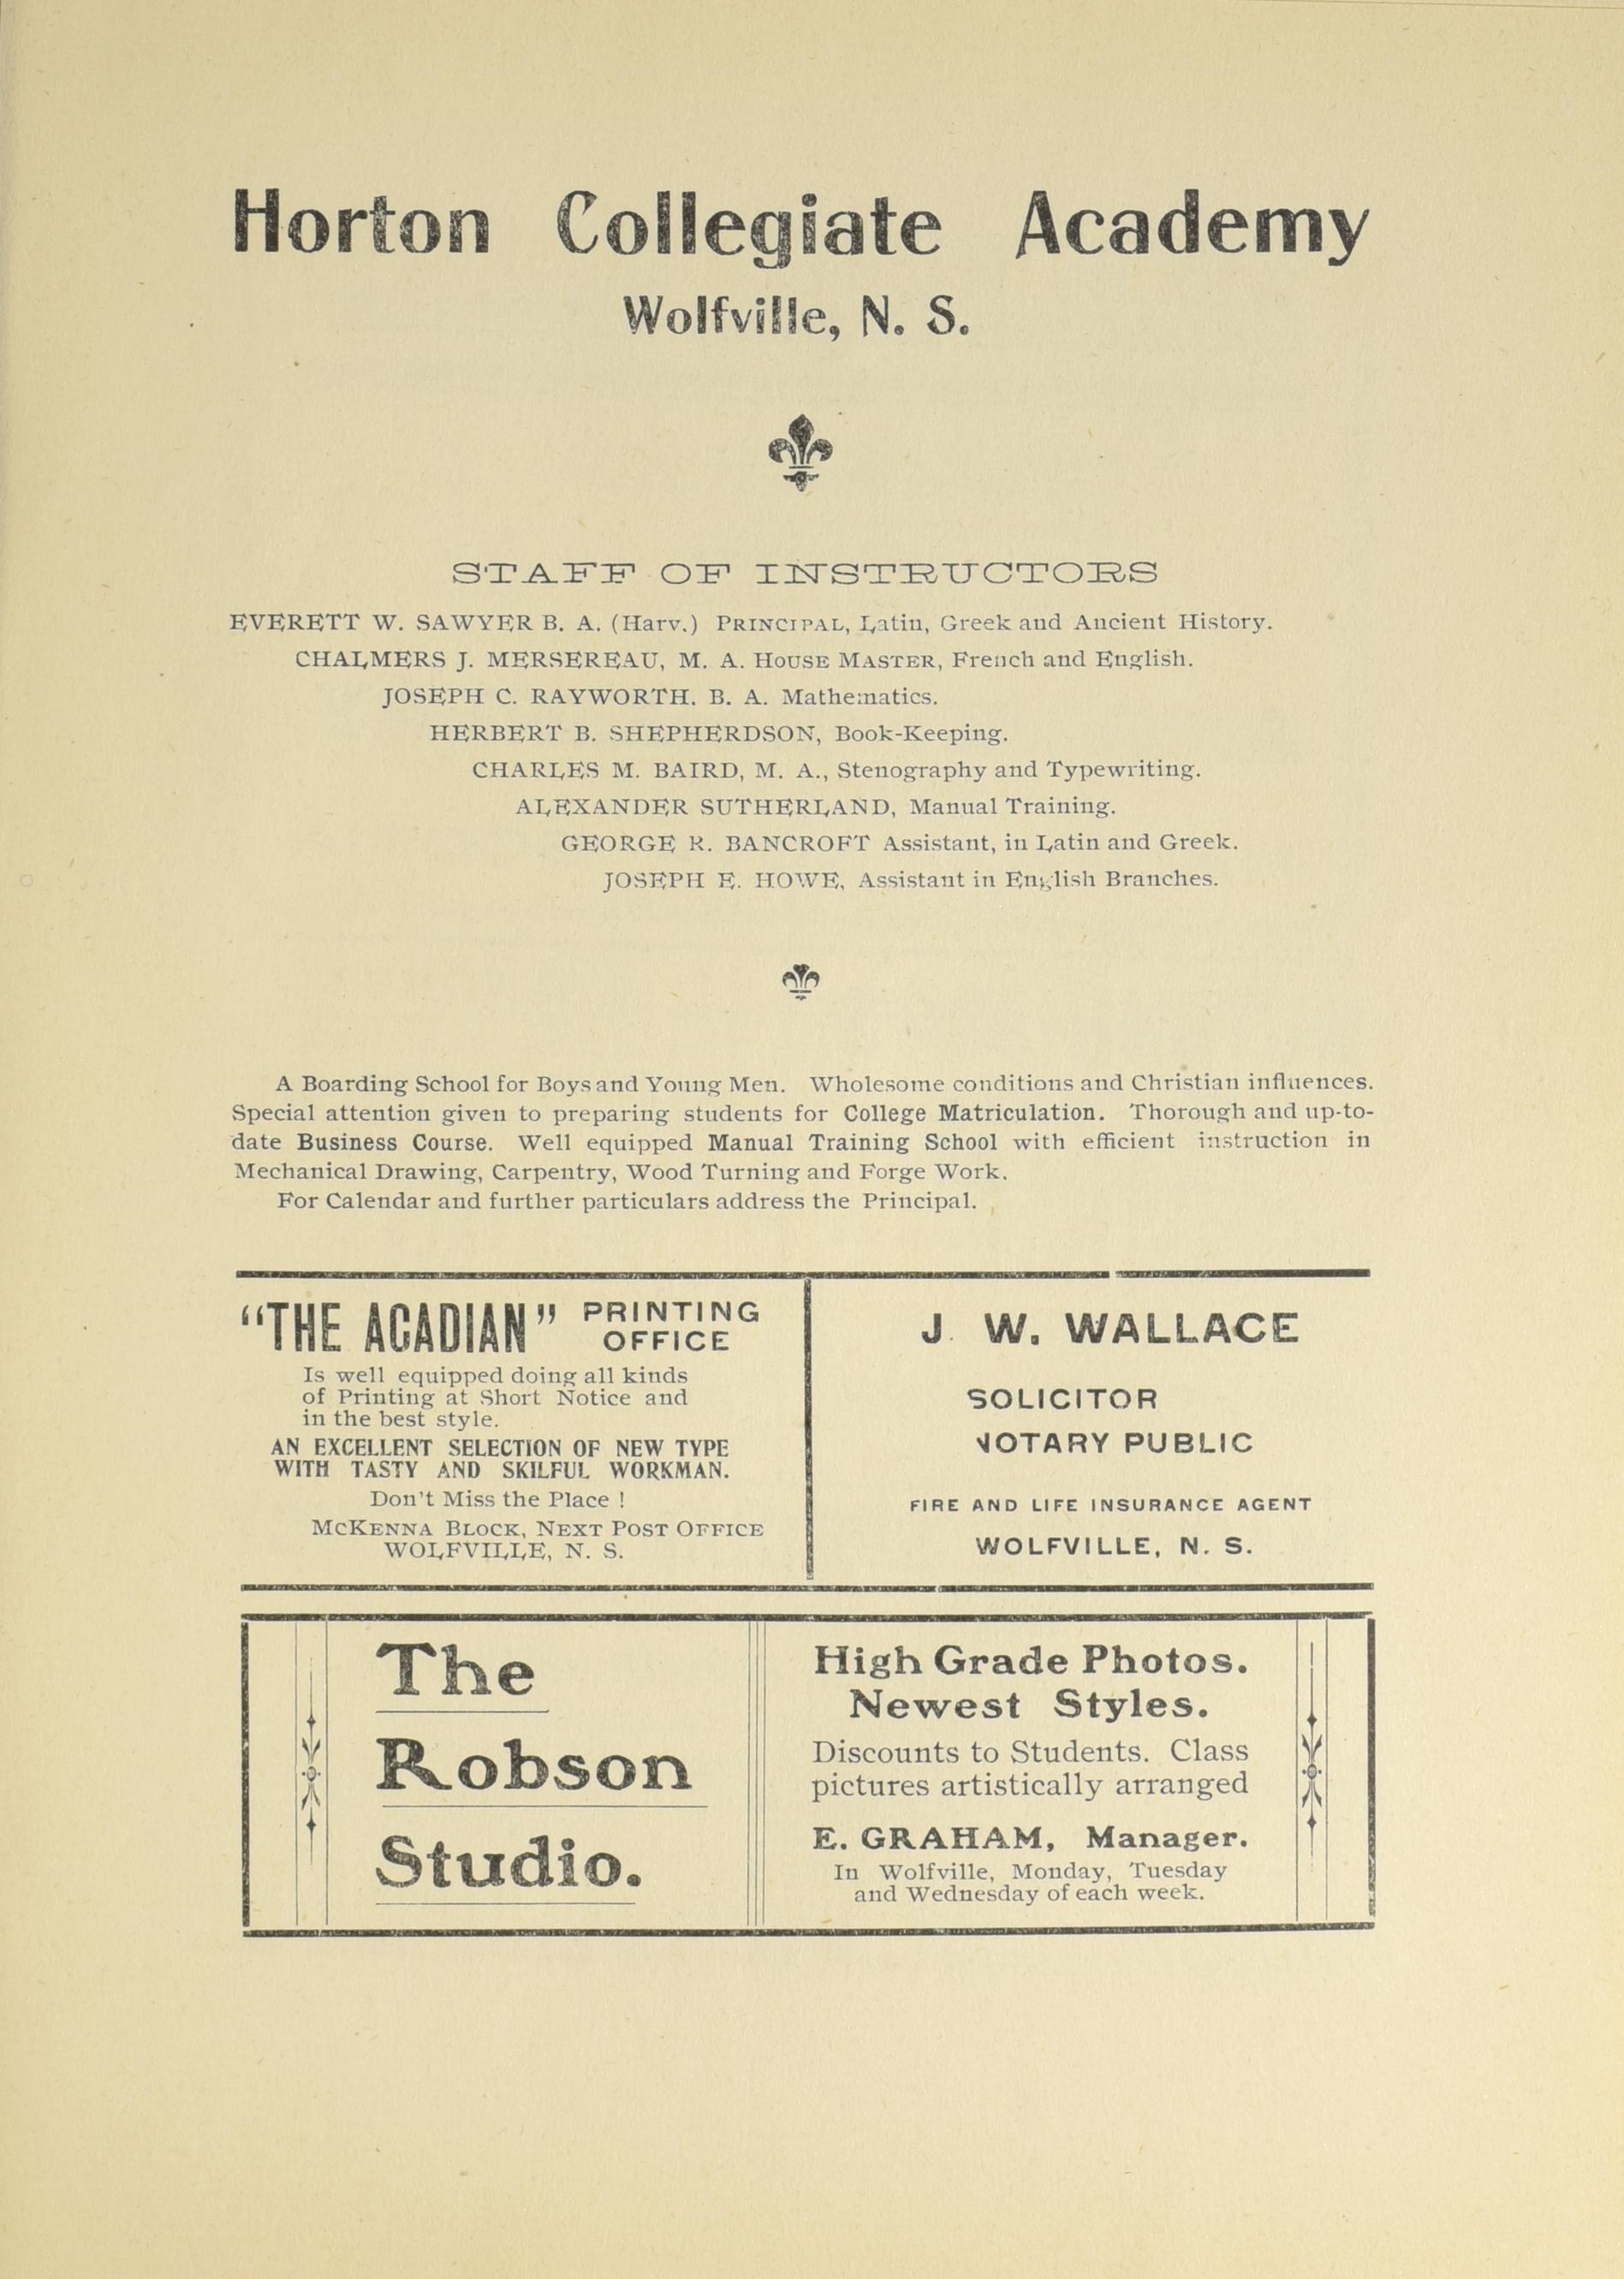 Horton Collegiate Academy
Wolfville, N. S.
STAFF OF INSTRUCTORS
EVERETT W. SAWYER B. A. (Harv.) PRINCIPAL, Latin, Greek and Ancient History.
CHALMERS J. MERSEREAU, M. A. HOUSE MASTER, French and English.
JOSEPH C. RAYWORTH. B. A. Mathematics.
HERBERT B. SHEPHERDSON, Book-Keeping.
CHARLES M. BAIRD, M. A., Stenography and Typewriting.
ALEXANDER SUTHERLAND, Manual Training.
GEORGE R. BANCROFT Assistant, in Latin and Greek.
JOSEPH E. HOWE, Assistant in English Branches.
A Boarding School for Boys and Young Men. Wholesome conditions and Christian influences.
Special attention given to preparing students for College Matriculation. Thorough and up-to-
date Business Course. Well equipped Manual Training School with efficient instruction in
Mechanical Drawing, Carpentry, Wood Turning and Forge Work.
For Calendar and further particulars address the Principal.
"THE ACADIAN" PRINTING
OFFICE
Is well equipped doing all kinds
of Printing at Short Notice and
in the best style.
AN EXCELLENT SELECTION OF NEW TYPE
WITH TASTY AND SKILFUL WORKMAN.
Don't Miss the Place !
MCKENNA BLOCK, NEXT POST OFFICE
WOLFVILLE, N. S.
J. W. WALLACE
SOLICITOR
NOTARY PUBLIC
FIRE AND LIFE INSURANCE AGENT
WOLFVILLE, N. S.
The
Robson
Studio.
High Grade Photos.
Newest Styles.
Discounts to Students. Class
pictures artistically arranged
E. GRAHAM, Manager.
In Wolfville, Monday, Tuesday
and Wednesday of each week.